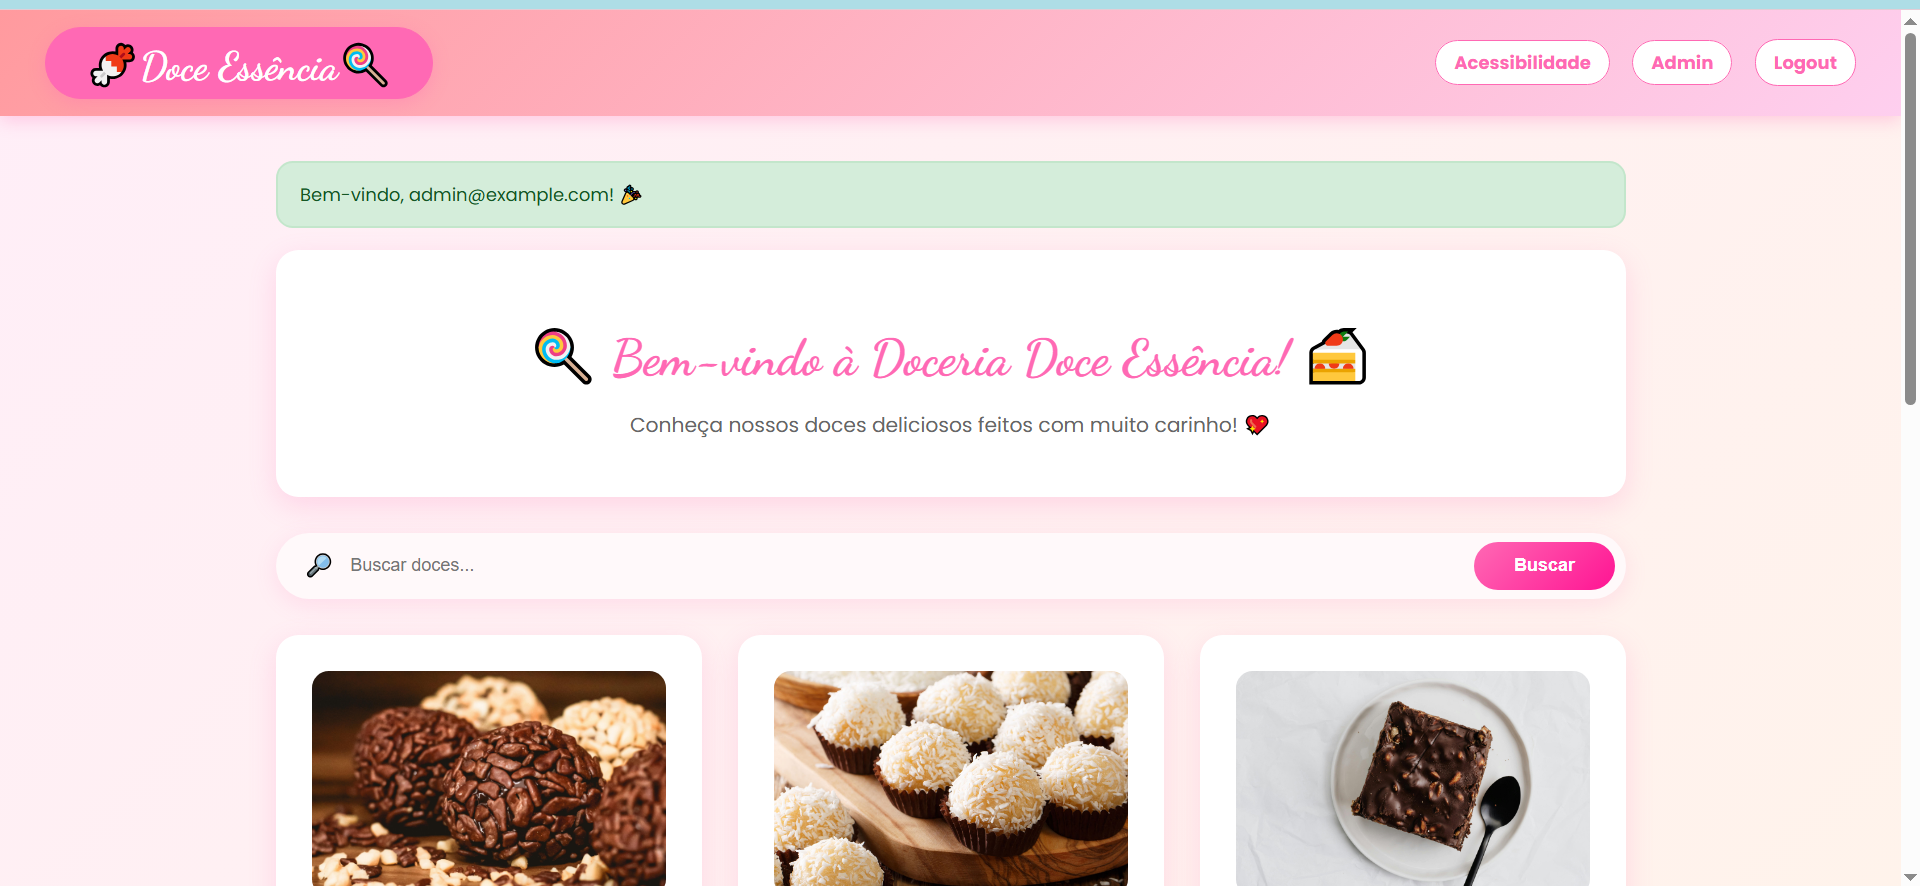 Doce Essência
Acessibilidade
Admin
Logout
Bem-vindo, admin@example.com!
Bem-vindo à Doceria Doce Essência!
Conheça nossos doces deliciosos feitos com muito carinho!
Buscar doces...
Buscar